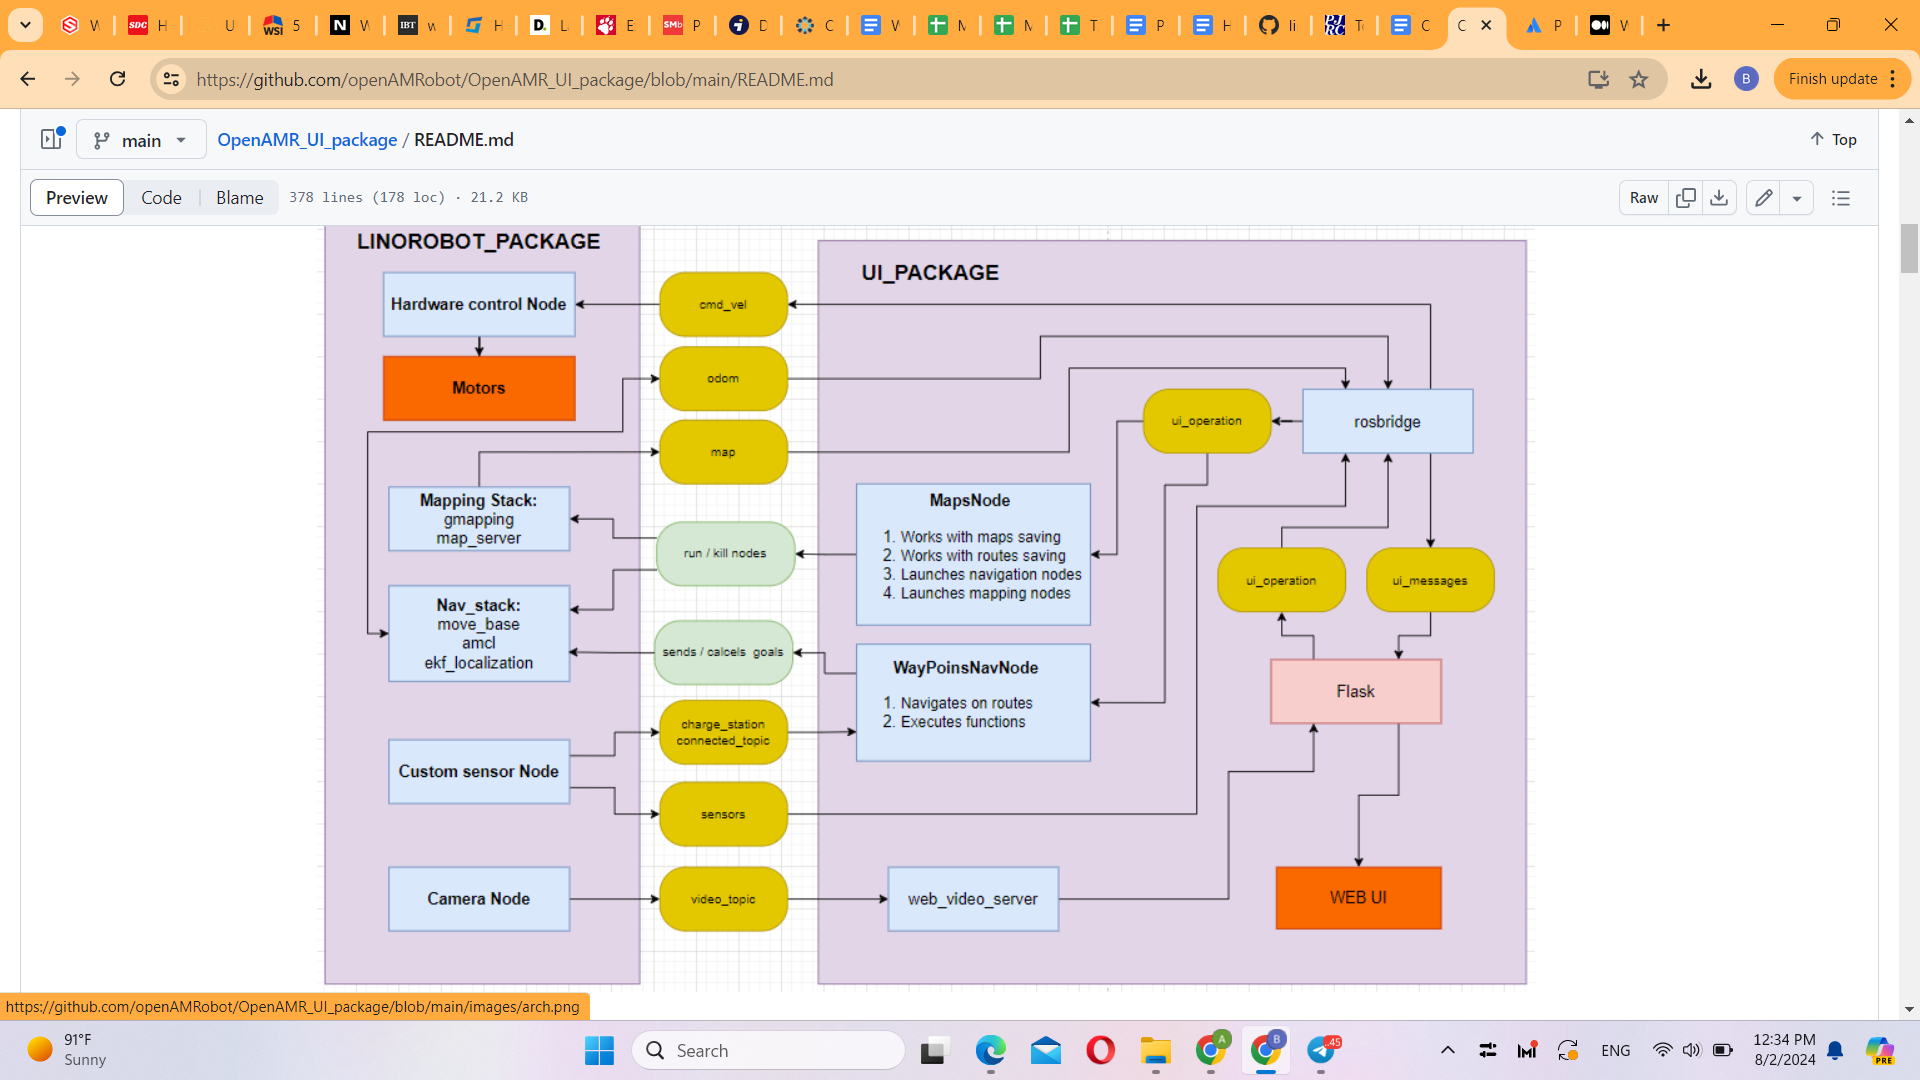 W
SDC
H
U
WSI
5
N
W
IBT
w
H
D.
L
E
SMb
P
D
C
W
M
M
T
P
H
li
T
C
C
P
W
https://github.com/openAMRobot/OpenAMR_UI_package/blob/main/README.md
B
Finish update
main
OpenAMR_UI_package / README.md
Top
Preview
Code
Blame
378 lines (178 loc) · 21.2 KB
Raw
LINOROBOT_PACKAGE
UI_PACKAGE
Hardware control Node
cmd_vel
Motors
odom
map
ui_operation
rosbridge
Mapping Stack:
gmapping
map_server
run / kill nodes
MapsNode
1. Works with maps saving
2. Works with routes saving
3. Launches navigation nodes
4. Launches mapping nodes
ui_operation
ui_messages
Nav_stack:
move_base
amcl
ekf_localization
sends / calcels goals
WayPoinsNavNode
1. Navigates on routes
2. Executes functions
Flask
charge_station
connected_topic
Custom sensor Node
sensors
Camera Node
video_topic
web_video_server
WEB UI
https://github.com/openAMRobot/OpenAMR_UI_package/blob/main/images/arch.png
91°F
Sunny
Search
A
B
45
ENG
12:34 PM
8/2/2024
PRE